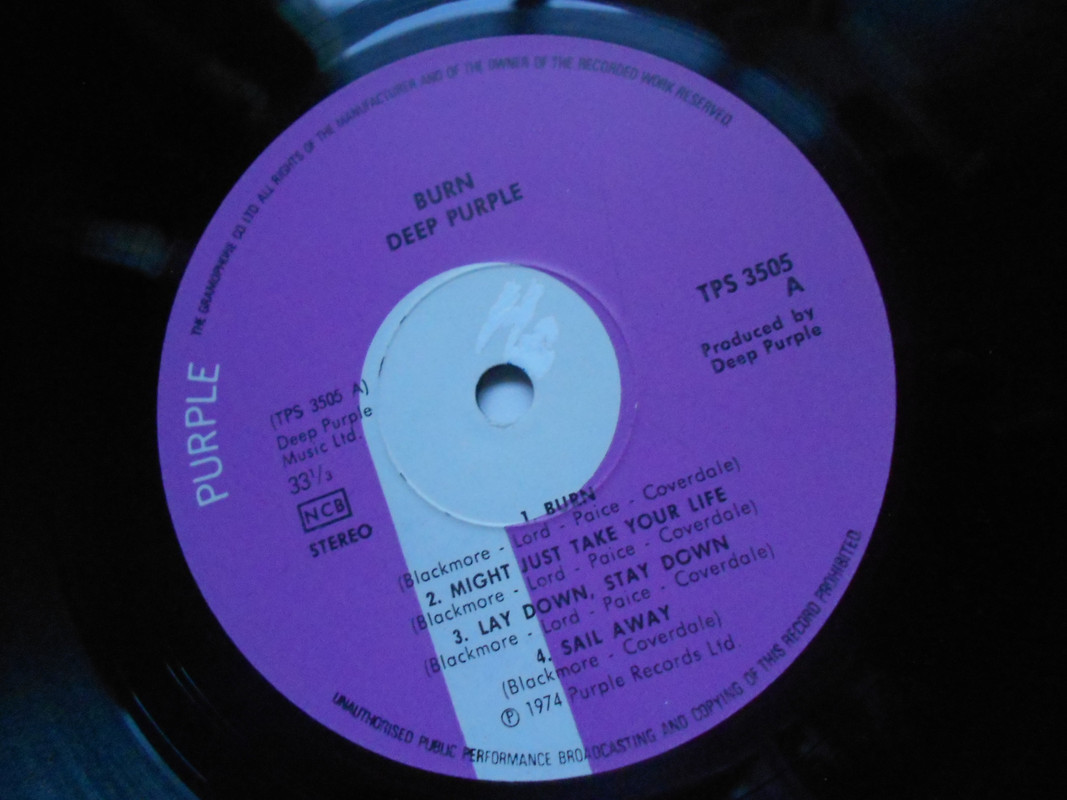 THE GRAMOPHONE CO LTD. ALL RIGHTS OF THE MANUFACTURER AND OF THE OWNER OF THE RECORDED WORK RESERVED
BURN
DEEP PURPLE
TPS 3505
A
Produced by
Deep Purple
PURPLE
(TPS 3505 A)
Deep Purple
Music Ltd.
33 1/3
NCB
STEREO
1. BURN
(Blackmore - Lord - Paice - Coverdale)
2. MIGHT JUST TAKE YOUR LIFE
(Blackmore - Lord - Paice - Coverdale)
3. LAY DOWN, STAY DOWN
(Blackmore - Lord - Paice - Coverdale)
4. SAIL AWAY
(Blackmore - Coverdale)
℗ 1974 Purple Records Ltd.
UNAUTHORISED PUBLIC PERFORMANCE BROADCASTING AND COPYING OF THIS RECORD PROHIBITED